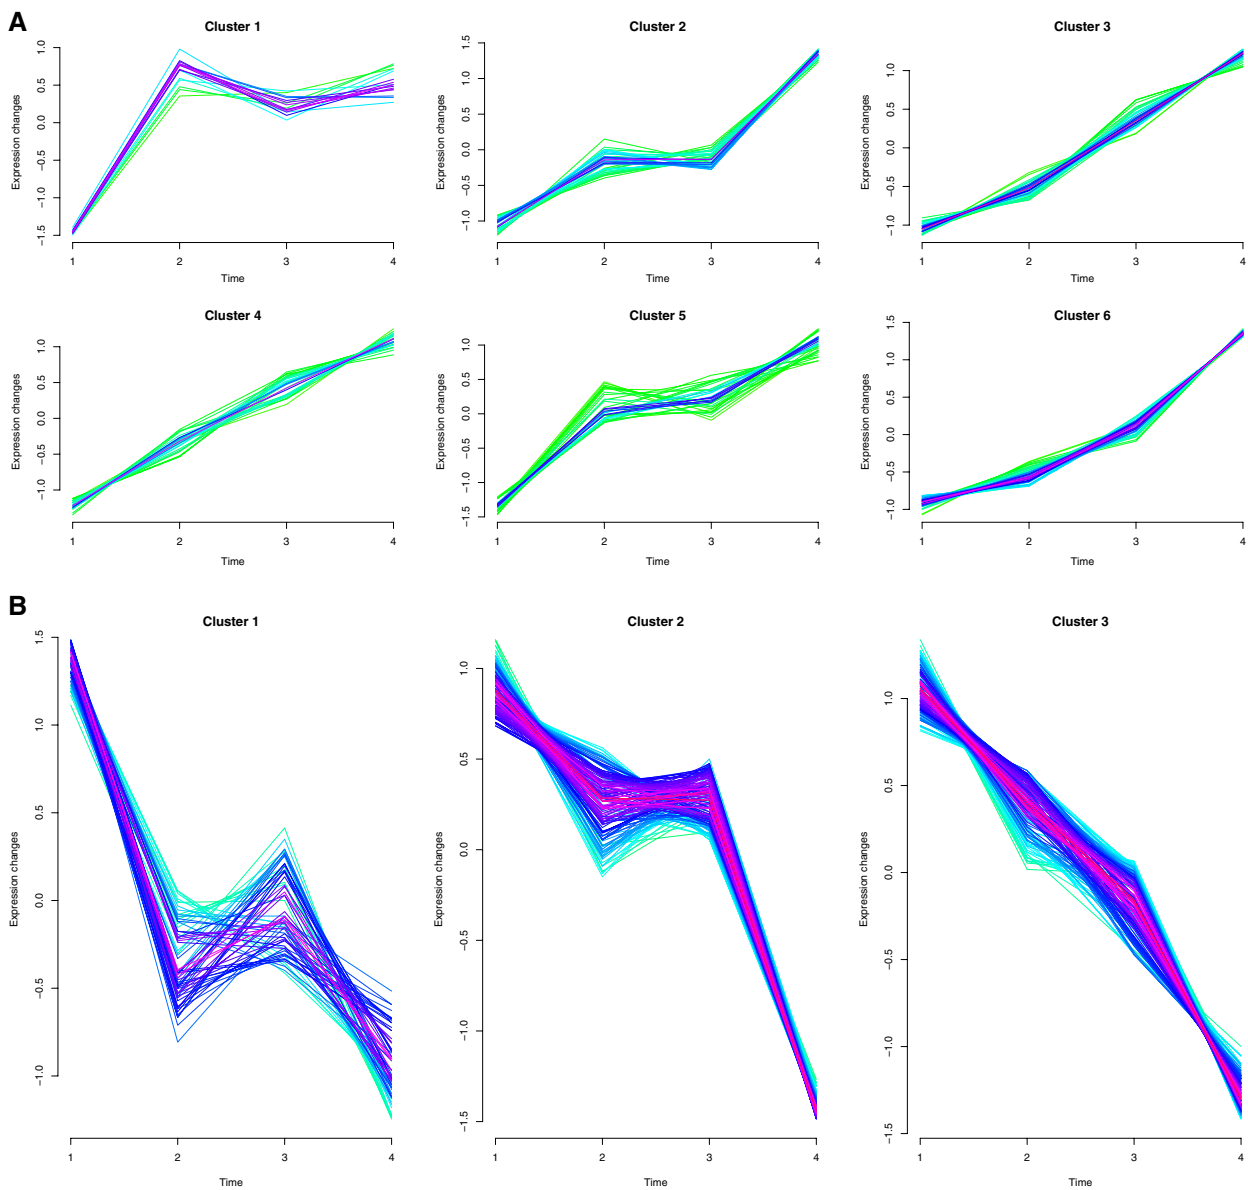 A
Cluster 1
Cluster 2
Cluster 3
Expression changes
−1.5 −1.0 −0.5 0.0 0.5 1.0
1 2 3 4
Time
Expression changes
−1.0 −0.5 0.0 0.5 1.0 1.5
1 2 3 4
Time
Expression changes
−1.0 −0.5 0.0 0.5 1.0
1 2 3 4
Time
Cluster 4
Cluster 5
Cluster 6
Expression changes
−1.0 −0.5 0.0 0.5 1.0
1 2 3 4
Time
Expression changes
−1.5 −1.0 −0.5 0.0 0.5 1.0
1 2 3 4
Time
Expression changes
−1.0 −0.5 0.0 0.5 1.0 1.5
1 2 3 4
Time
B
Cluster 1
Cluster 2
Cluster 3
Expression changes
−1.0 −0.5 0.0 0.5 1.0 1.5
1 2 3 4
Time
Expression changes
−1.5 −1.0 −0.5 0.0 0.5 1.0
1 2 3 4
Time
Expression changes
−1.5 −1.0 −0.5 0.0 0.5 1.0
1 2 3 4
Time